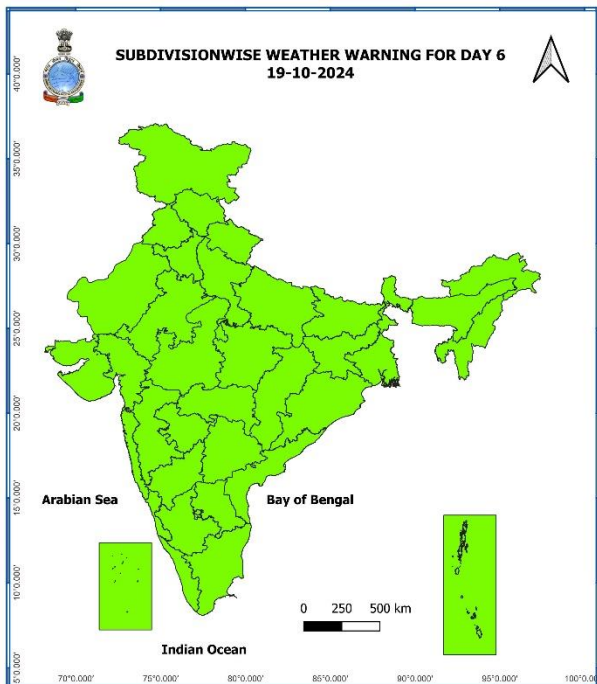 SUBDIVISIONWISE WEATHER WARNING FOR DAY 6
19-10-2024
40°0.000'
35°0.000'
30°0.000'
25°0.000'
20°0.000'
15°0.000'
10°0.000'
5°0.000'
Arabian Sea
Bay of Bengal
0 250 500 km
Indian Ocean
70°0.000' 75°0.000' 80°0.000' 85°0.000' 90°0.000' 95°0.000' 100°0.000'